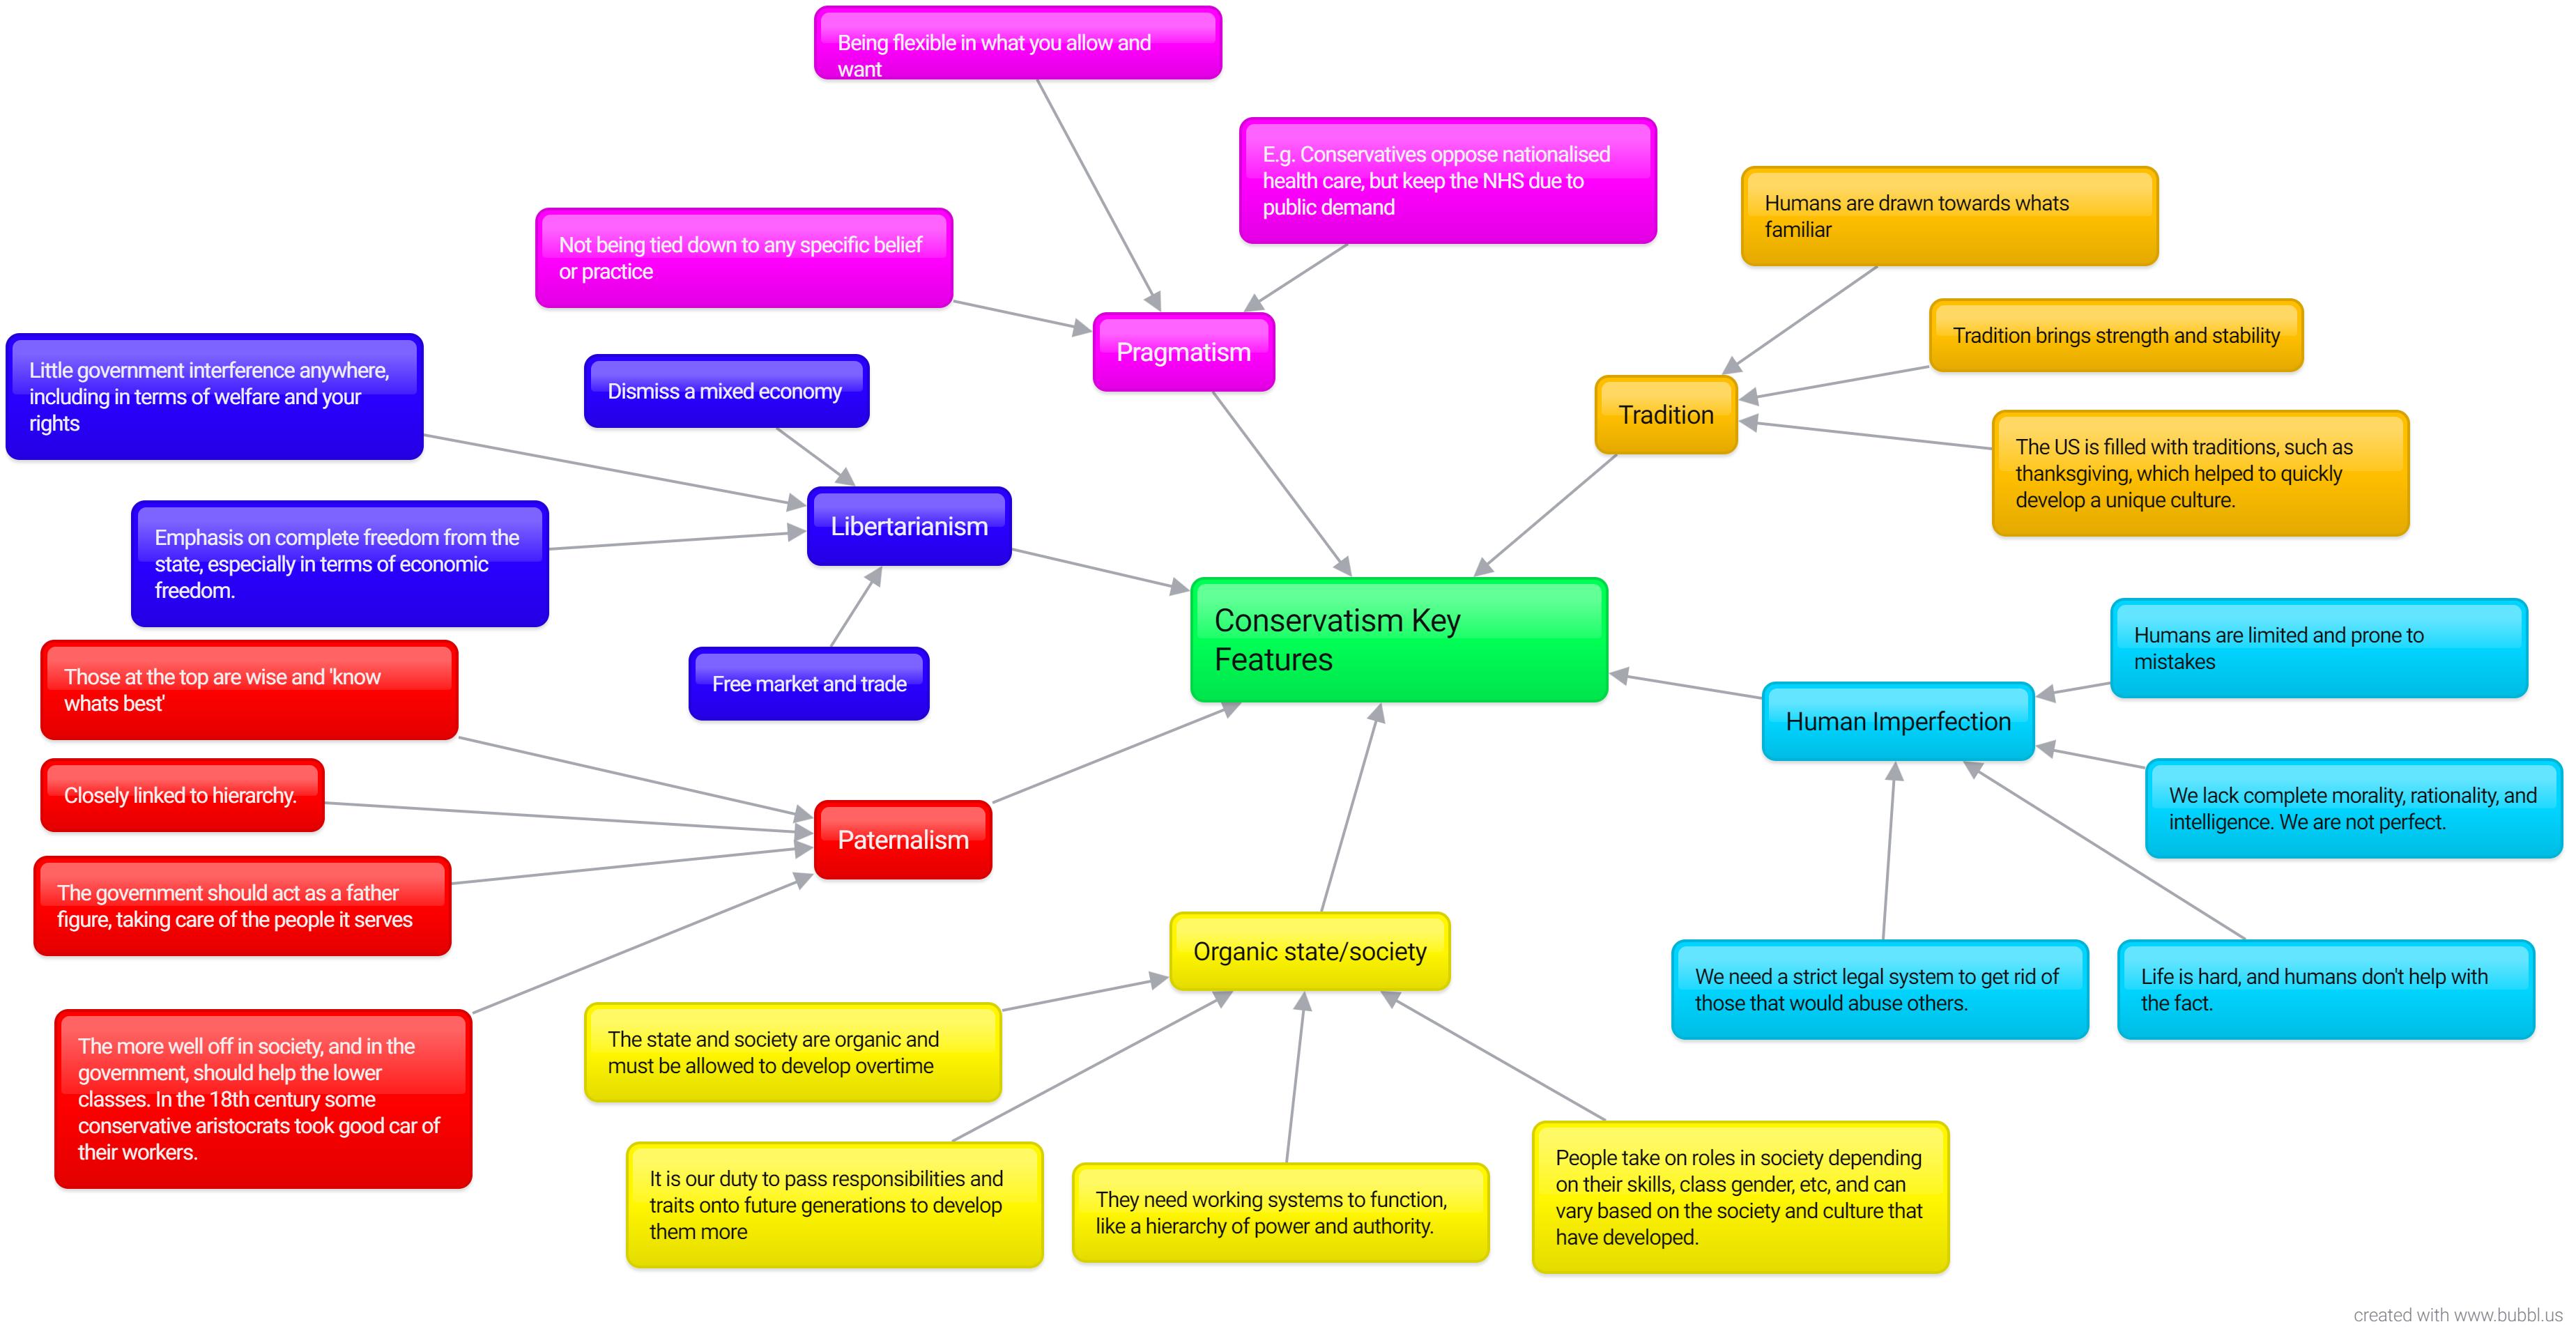 Being flexible in what you allow and
want
E.g. Conservatives oppose nationalised
health care, but keep the NHS due to
public demand
Not being tied down to any specific belief
or practice
Pragmatism
Humans are drawn towards whats
familiar
Tradition brings strength and stability
The US is filled with traditions, such as
thanksgiving, which helped to quickly
develop a unique culture.
Tradition
Little government interference anywhere,
including in terms of welfare and your
rights
Dismiss a mixed economy
Emphasis on complete freedom from the
state, especially in terms of economic
freedom.
Free market and trade
Libertarianism
Conservatism Key
Features
Those at the top are wise and 'know
whats best'
Closely linked to hierarchy.
The government should act as a father
figure, taking care of the people it serves
The more well off in society, and in the
government, should help the lower
classes. In the 18th century some
conservative aristocrats took good car of
their workers.
Paternalism
Human Imperfection
Humans are limited and prone to
mistakes
We lack complete morality, rationality, and
intelligence. We are not perfect.
We need a strict legal system to get rid of
those that would abuse others.
Life is hard, and humans don't help with
the fact.
Organic state/society
The state and society are organic and
must be allowed to develop overtime
It is our duty to pass responsibilities and
traits onto future generations to develop
them more
They need working systems to function,
like a hierarchy of power and authority.
People take on roles in society depending
on their skills, class gender, etc, and can
vary based on the society and culture that
have developed.
created with www.bubbl.us